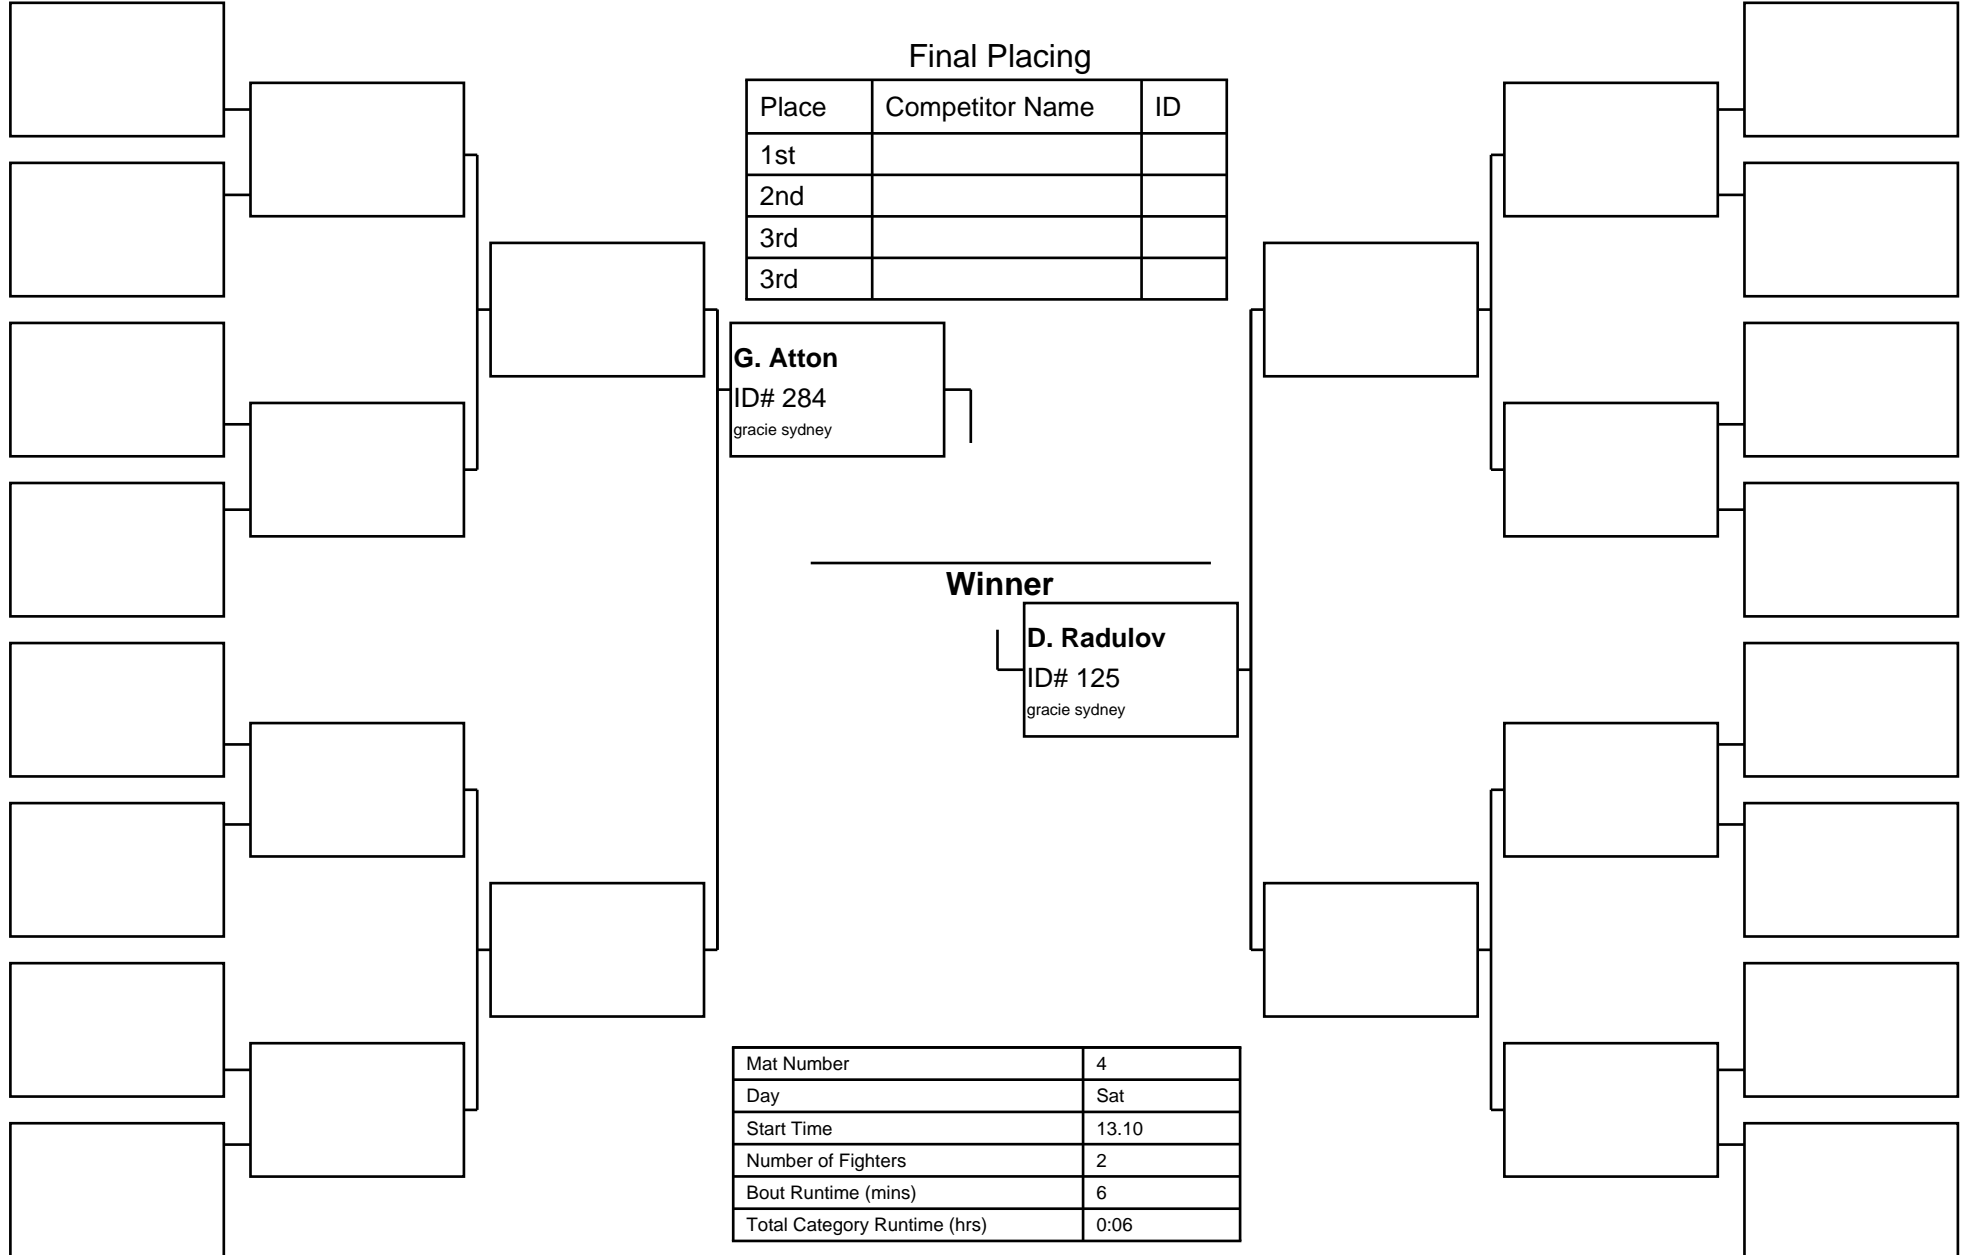 Final Placing
Place Competitor Name ID
1st
2nd
3rd
3rd
G. Atton
ID# 284
gracie sydney
Winner
D. Radulov
ID# 125
gracie sydney
Mat Number 4
Day Sat
Start Time 13.10
Number of Fighters 2
Bout Runtime (mins) 6
Total Category Runtime (hrs) 0:06